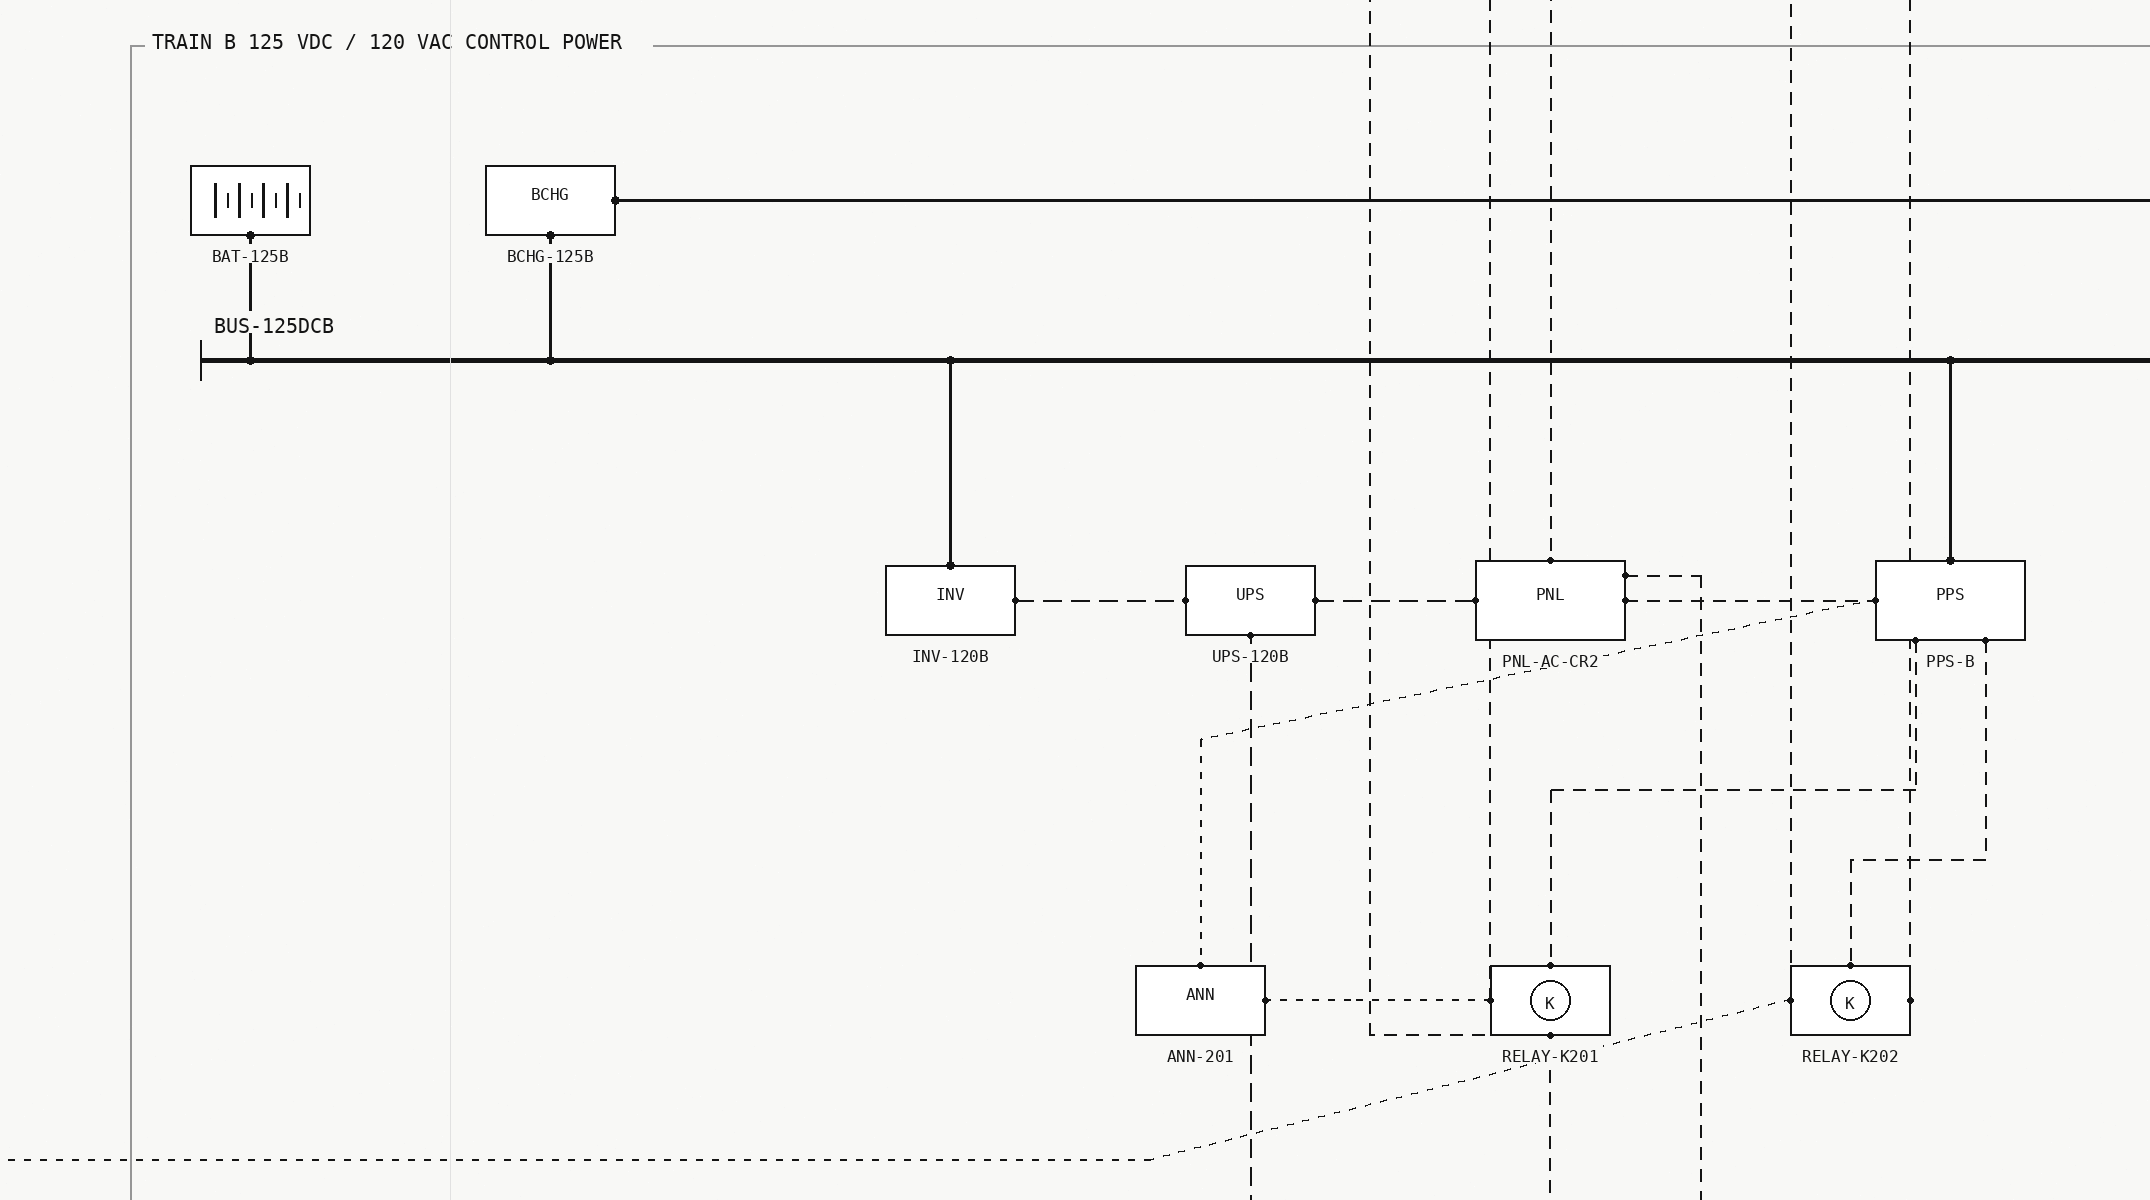 TRAIN B 125 VDC / 120 VAC CONTROL POWER
BCHG
BAT-125B
BCHG-125B
BUS-125DCB
INV
UPS
PNL
PPS
INV-120B
UPS-120B
PNL-AC-CR2
PPS-B
ANN
K
K
ANN-201
RELAY-K201
RELAY-K202